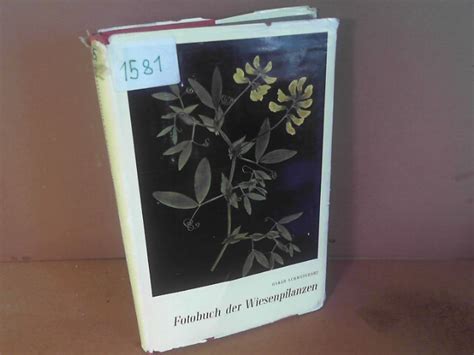 1581
Fotobuch der Wiesenpflanzen